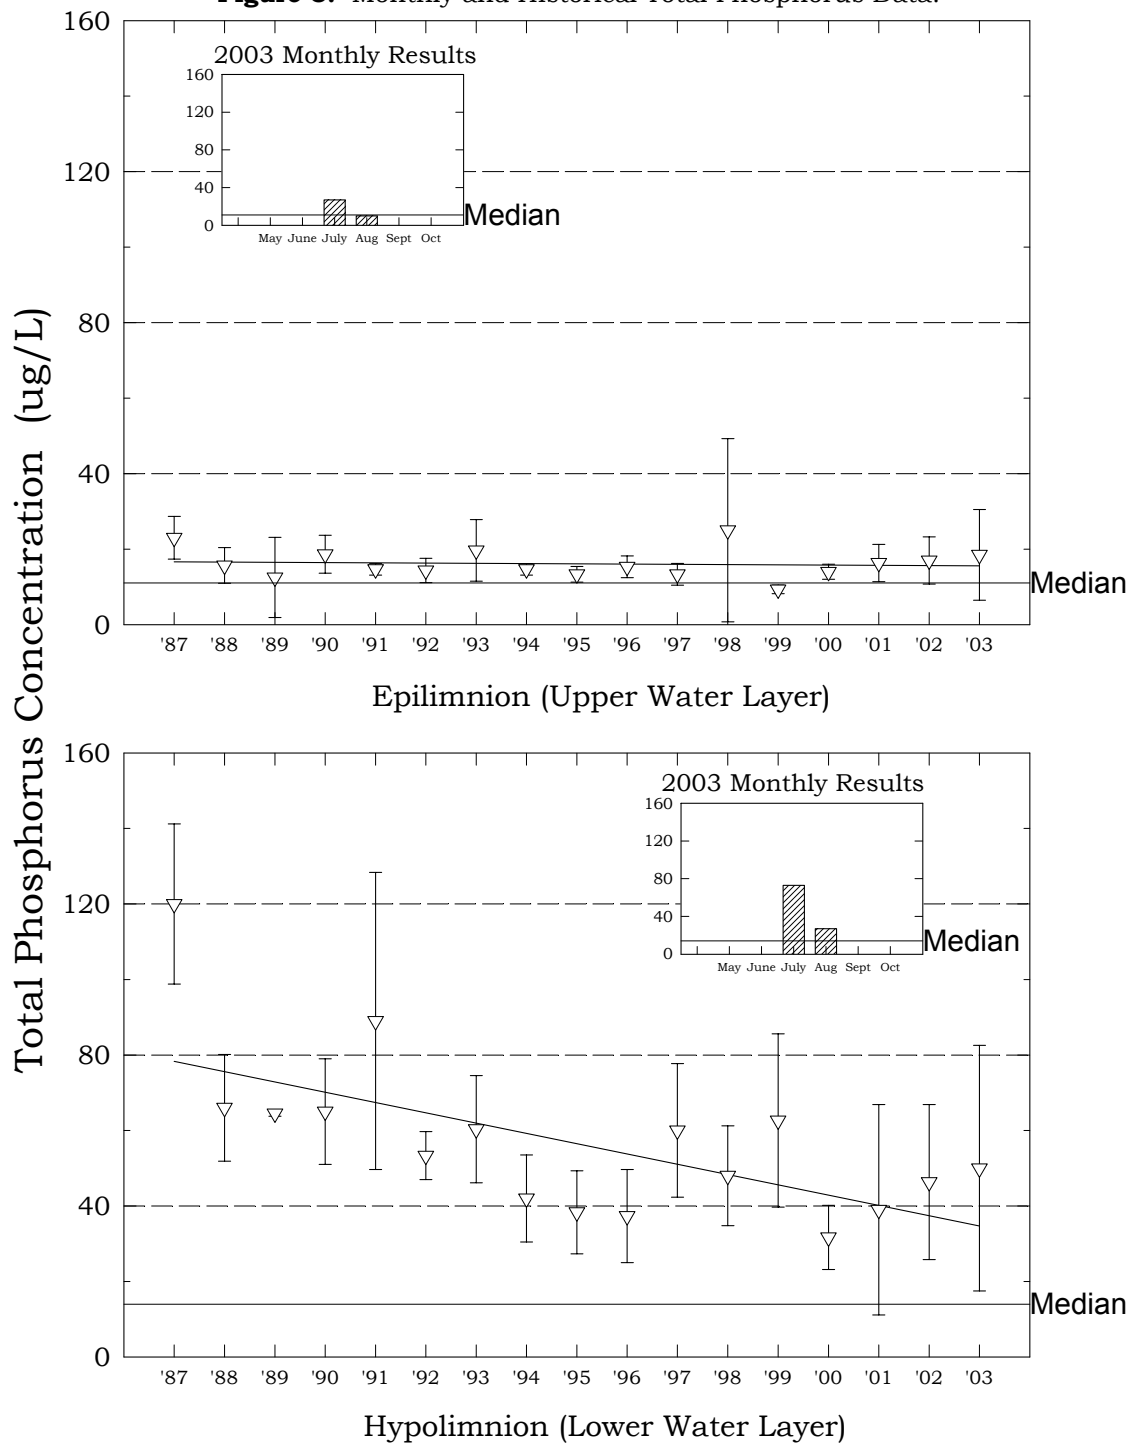 Figure 8. Monthly and Historical Total Phosphorus Data.
Total Phosphorus Concentration (ug/L)
160
120
80
40
0
2003 Monthly Results
160
120
80
40
0
Median
May June July Aug Sept Oct
Median
'87 '88 '89 '90 '91 '92 '93 '94 '95 '96 '97 '98 '99 '00 '01 '02 '03
Epilimnion (Upper Water Layer)
160
120
80
40
0
2003 Monthly Results
160
120
80
40
0
Median
May June July Aug Sept Oct
Median
'87 '88 '89 '90 '91 '92 '93 '94 '95 '96 '97 '98 '99 '00 '01 '02 '03
Hypolimnion (Lower Water Layer)